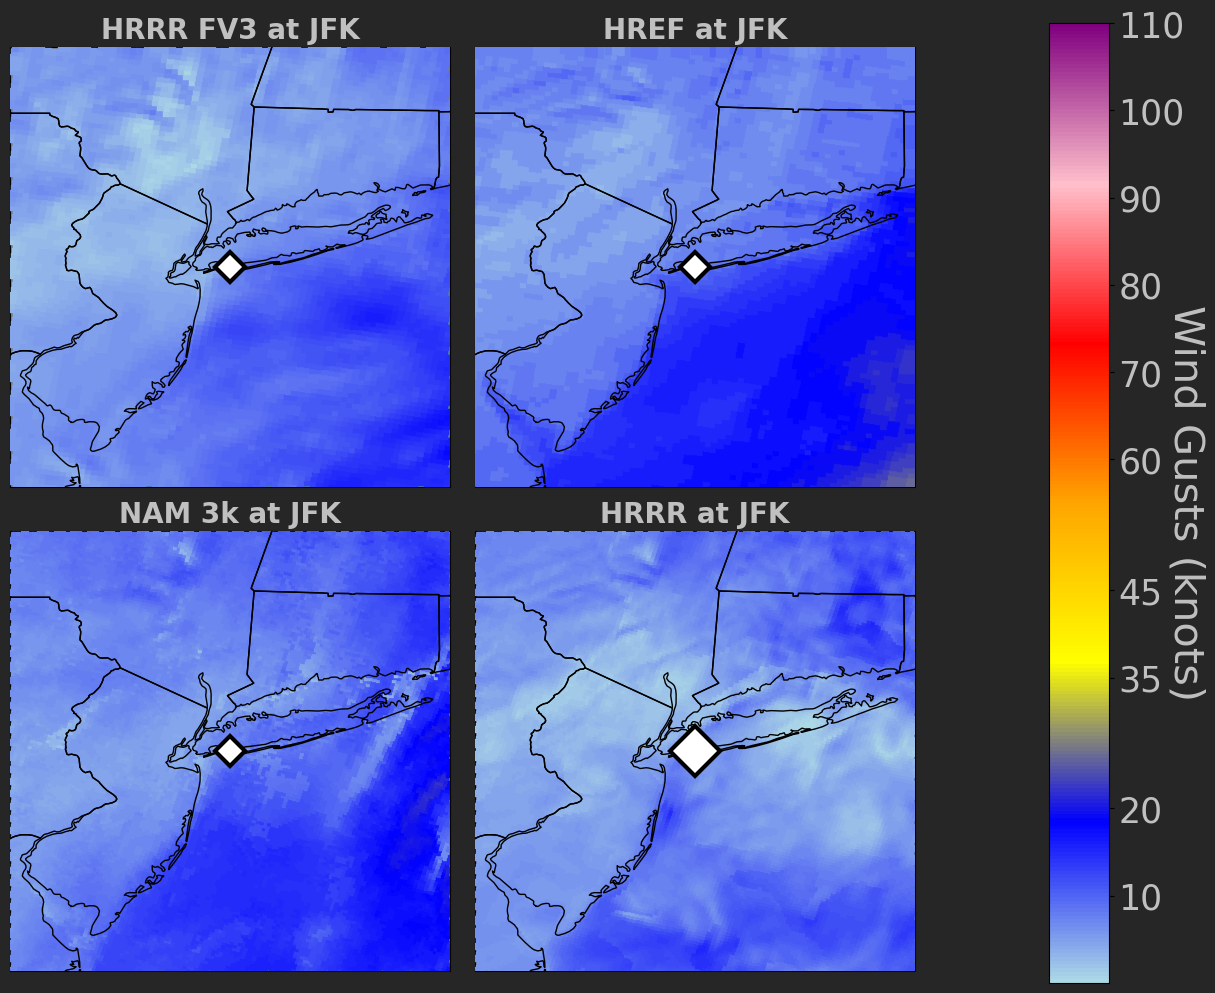 HRRR FV3 at JFK
HREF at JFK
NAM 3k at JFK
HRRR at JFK
110
100
90
80
70
60
45
35
20
10
Wind Gusts (knots)